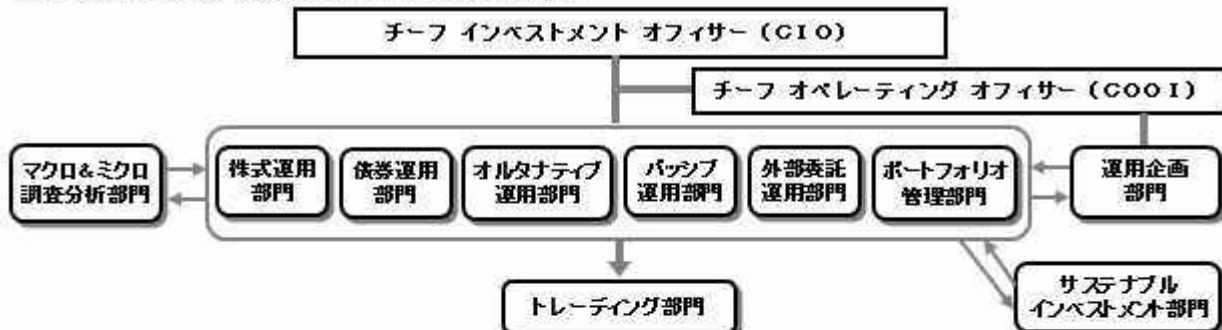 チーフ インベストメント オフィサー (CIO)
チーフ オペレーティング オフィサー (COOI)
マクロ&ミクロ
調査分析部門
株式運用
部門
債券運用
部門
オルタナティブ
運用部門
パッシブ
運用部門
外部委託
運用部門
ポートフォリオ
管理部門
運用企画
部門
トレーディング部門
サステナブル
インベストメント部門